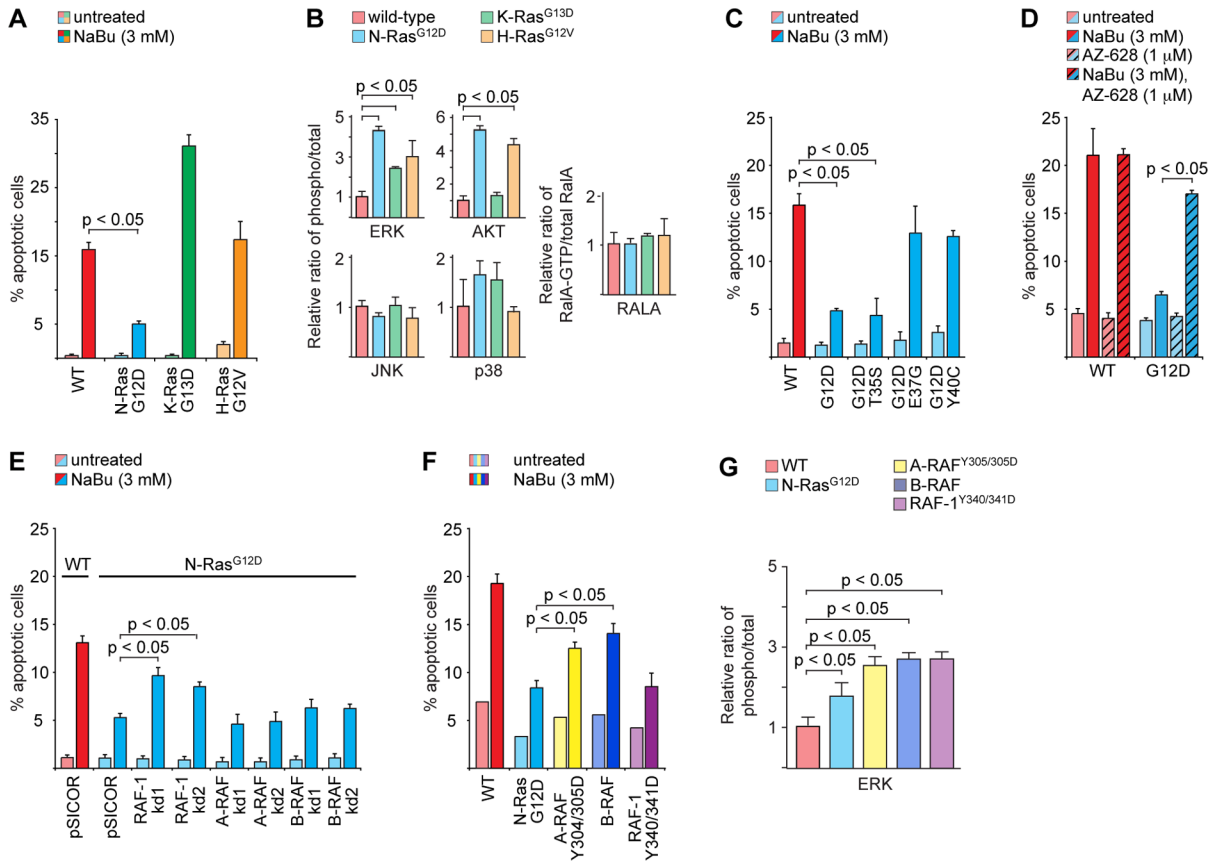 A
untreated
NaBu (3 mM)
% apoptotic cells
35
25
15
5
p < 0.05
WT
N-Ras
G12D
K-Ras
G13D
H-Ras
G12V
B
wild-type
N-RasG12D
K-RasG13D
H-RasG12V
Relative ratio of phospho/total
p < 0.05
5
3
1
ERK
p < 0.05
6
4
2
AKT
2
1
JNK
2
1
p38
Relative ratio of
RalA-GTP/total RalA
2
1
RALA
C
untreated
NaBu (3 mM)
% apoptotic cells
25
20
15
10
5
p < 0.05
p < 0.05
WT
G12D
G12D
T35S
G12D
E37G
G12D
Y40C
D
untreated
NaBu (3 mM)
AZ-628 (1 μM)
NaBu (3 mM),
AZ-628 (1 μM)
% apoptotic cells
25
20
15
10
5
p < 0.05
WT
G12D
E
untreated
NaBu (3 mM)
% apoptotic cells
25
20
15
10
5
WT
N-RasG12D
p < 0.05
p < 0.05
pSICOR
pSICOR
RAF-1
kd1
RAF-1
kd2
A-RAF
kd1
A-RAF
kd2
B-RAF
kd1
B-RAF
kd2
F
untreated
NaBu (3 mM)
% apoptotic cells
25
20
15
10
5
p < 0.05
p < 0.05
WT
N-Ras
G12D
A-RAF
Y304/305D
B-RAF
RAF-1
Y340/341D
G
WT
N-RasG12D
A-RAFY305/305D
B-RAF
RAF-1Y340/341D
Relative ratio of
phospho/total
5
3
1
p < 0.05
p < 0.05
p < 0.05
p < 0.05
ERK